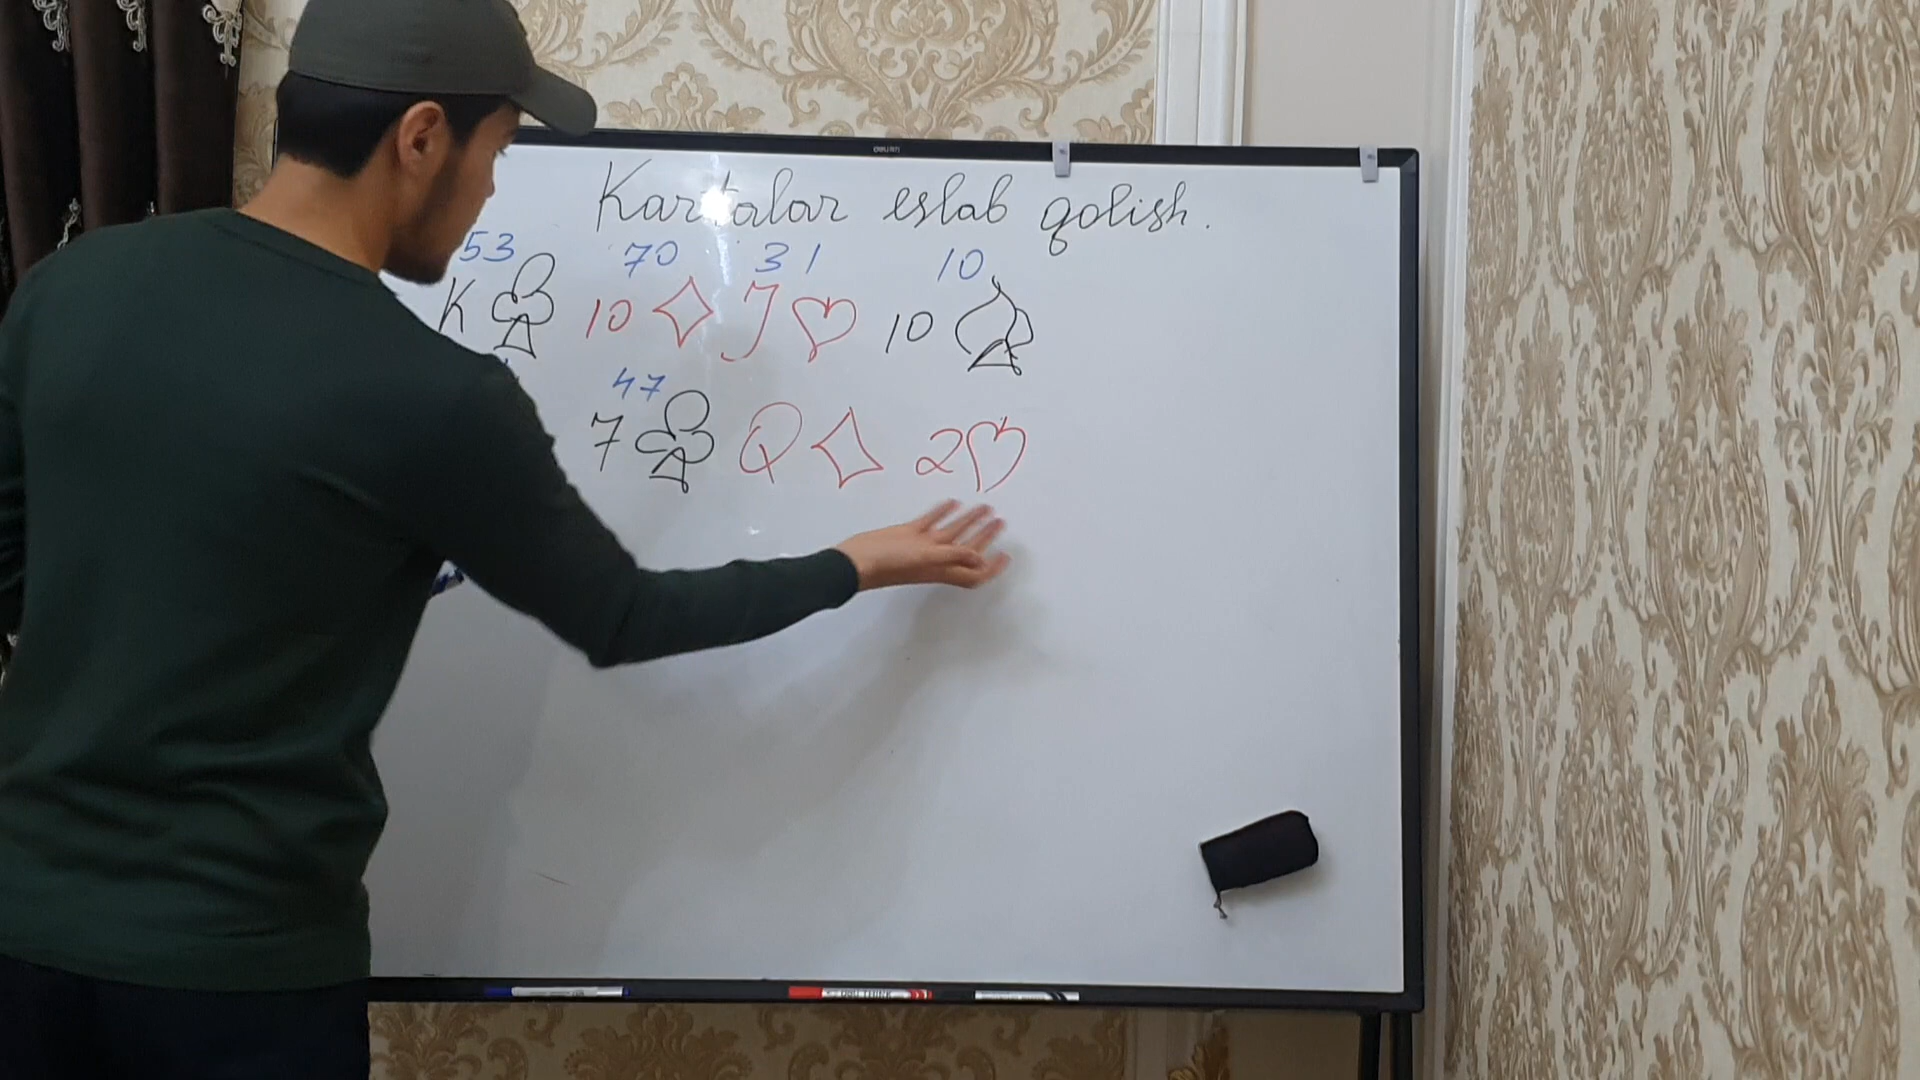 Kartalar eslab qolish.
53 70 31 10
K♣ 10♦ J♥ 10♠
47
7♣ Q♦ 2♥